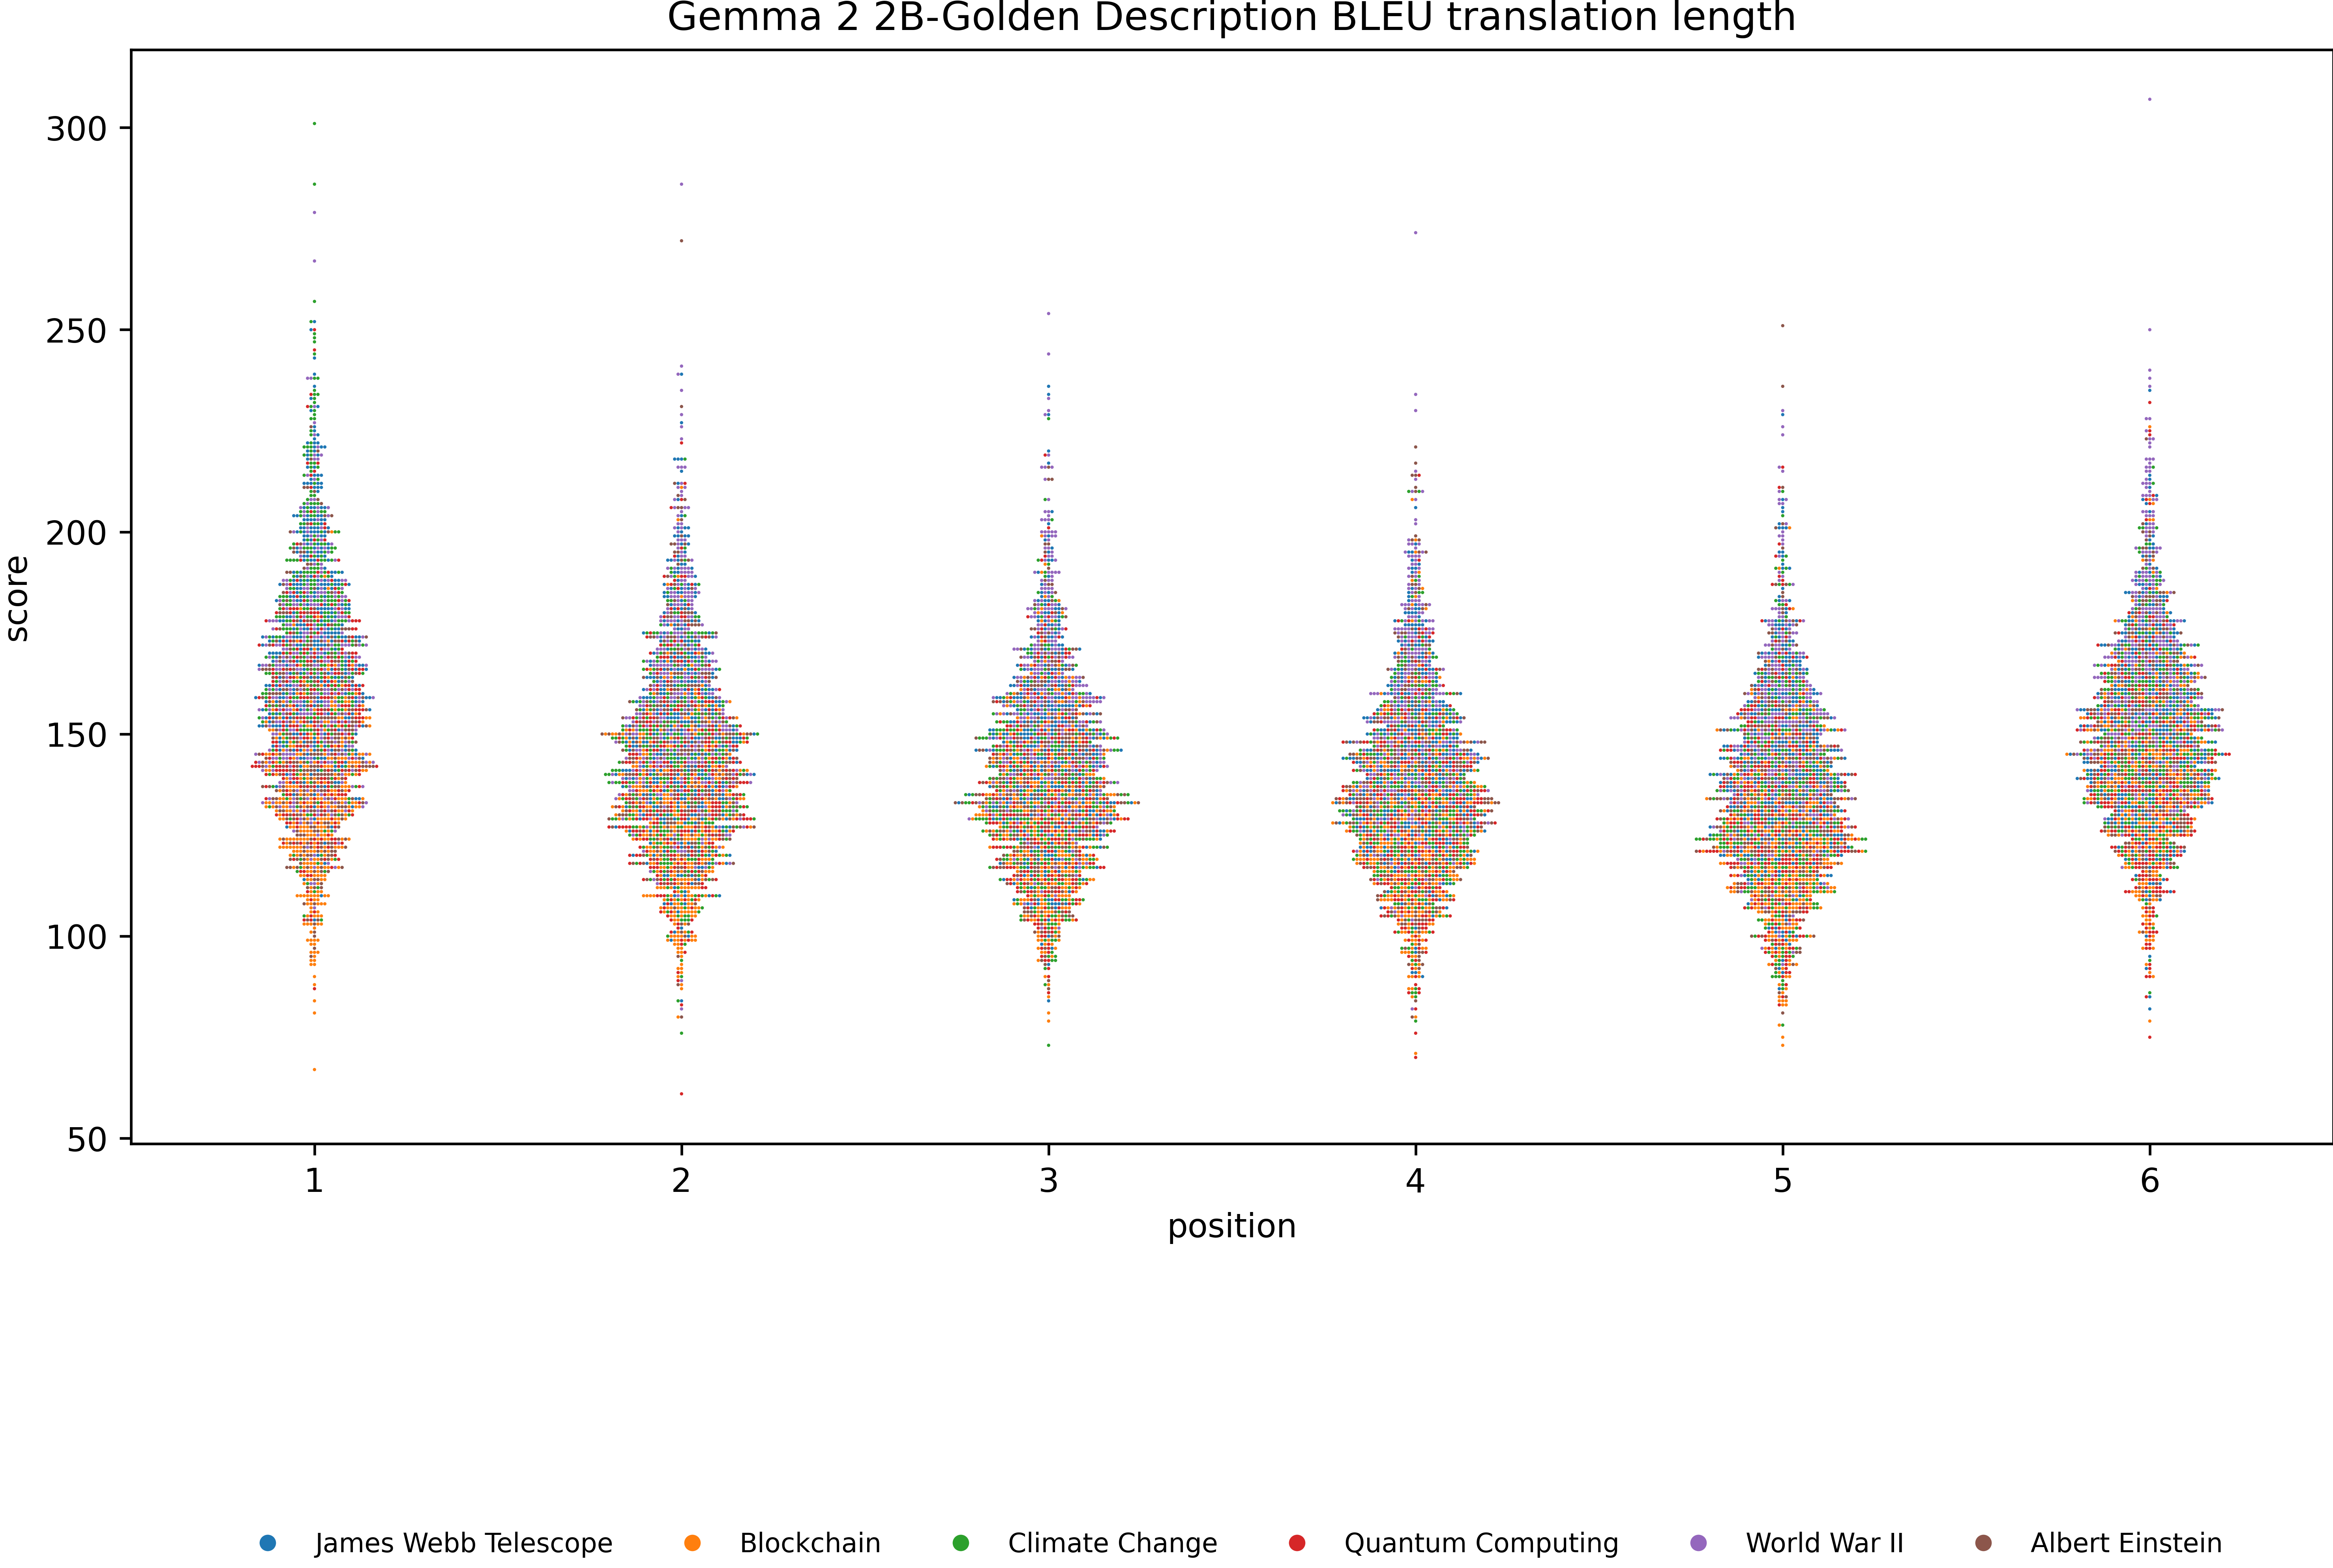 Gemma 2 2B-Golden Description BLEU translation length
300
250
200
150
100
50
score
1 2 3 4 5 6
position
James Webb Telescope Blockchain Climate Change Quantum Computing World War II Albert Einstein